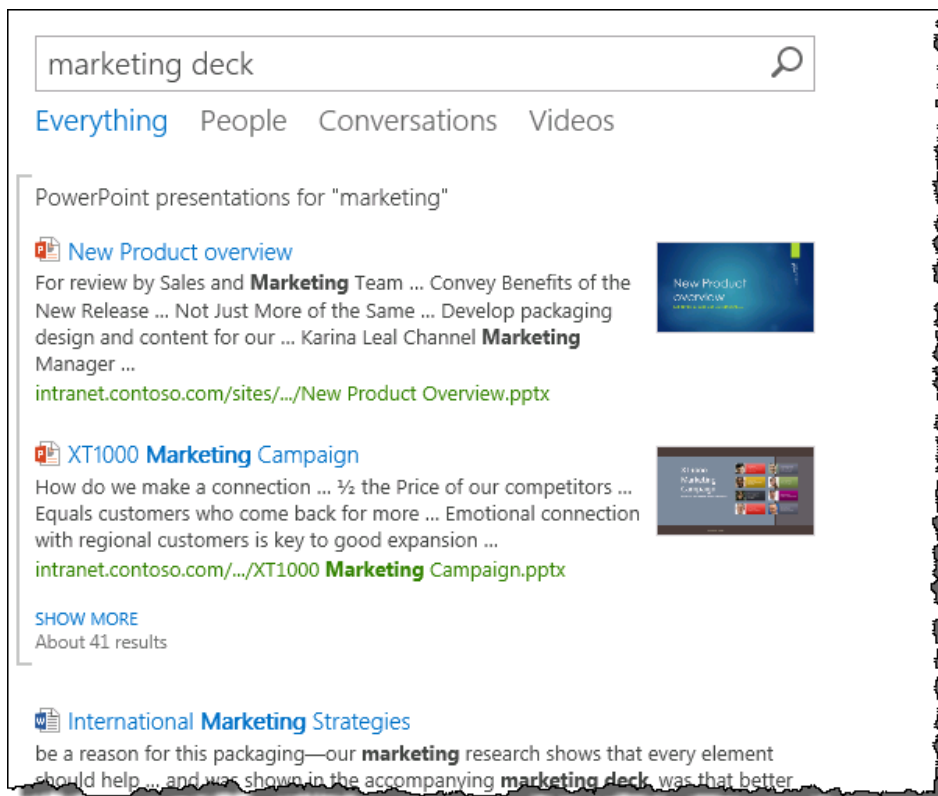 marketing deck
Everything People Conversations Videos
PowerPoint presentations for "marketing"
New Product overview
For review by Sales and Marketing Team ... Convey Benefits of the
New Release ... Not Just More of the Same ... Develop packaging
design and content for our ... Karina Leal Channel Marketing
Manager ...
intranet.contoso.com/sites/.../New Product Overview.pptx
New Product
overview
XT1000 Marketing Campaign
How do we make a connection ... ½ the Price of our competitors ...
Equals customers who come back for more ... Emotional connection
with regional customers is key to good expansion ...
intranet.contoso.com/.../XT1000 Marketing Campaign.pptx
XT1000
Marketing
Campaign
SHOW MORE
About 41 results
International Marketing Strategies
be a reason for this packaging—our marketing research shows that every element
should help ... and was shown in the accompanying marketing deck, was that better